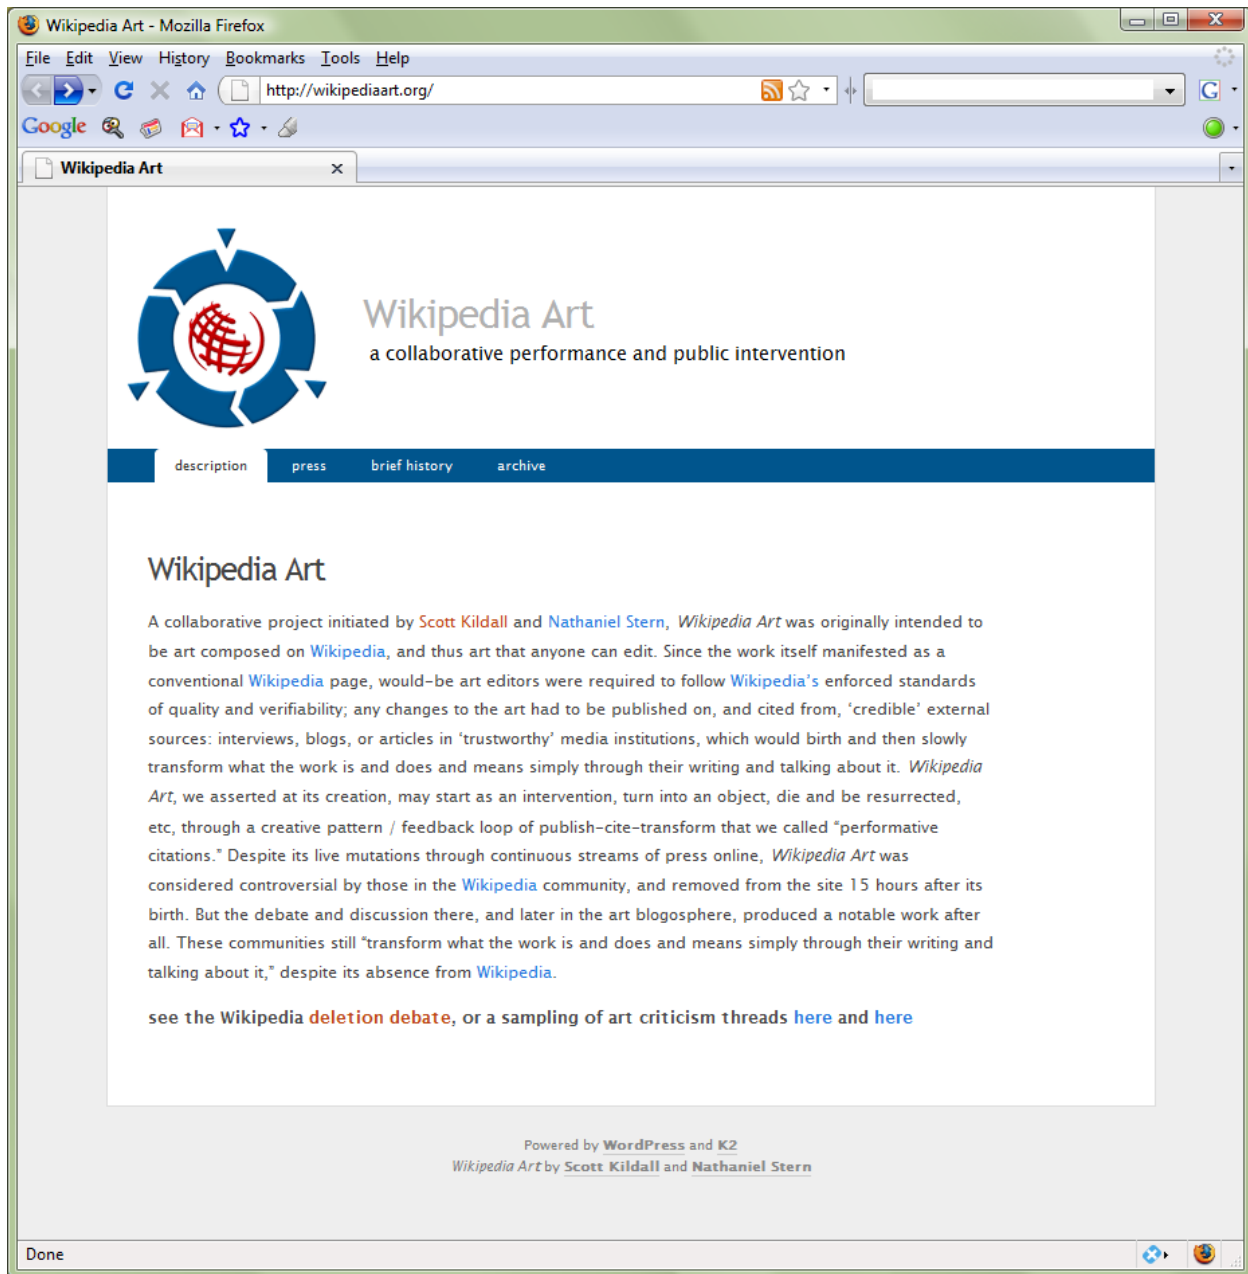 Wikipedia Art - Mozilla Firefox
File Edit View History Bookmarks Tools Help
http://wikipediaart.org/
G
Google
Wikipedia Art
Wikipedia Art
a collaborative performance and public intervention
description press brief history archive
Wikipedia Art
A collaborative project initiated by Scott Kildall and Nathaniel Stern, Wikipedia Art was originally intended to
be art composed on Wikipedia, and thus art that anyone can edit. Since the work itself manifested as a
conventional Wikipedia page, would-be art editors were required to follow Wikipedia's enforced standards
of quality and verifiability; any changes to the art had to be published on, and cited from, 'credible' external
sources: interviews, blogs, or articles in 'trustworthy' media institutions, which would birth and then slowly
transform what the work is and does and means simply through their writing and talking about it. Wikipedia
Art, we asserted at its creation, may start as an intervention, turn into an object, die and be resurrected,
etc, through a creative pattern / feedback loop of publish-cite-transform that we called "performative
citations." Despite its live mutations through continuous streams of press online, Wikipedia Art was
considered controversial by those in the Wikipedia community, and removed from the site 15 hours after its
birth. But the debate and discussion there, and later in the art blogosphere, produced a notable work after
all. These communities still "transform what the work is and does and means simply through their writing and
talking about it," despite its absence from Wikipedia.
see the Wikipedia deletion debate, or a sampling of art criticism threads here and here
Powered by WordPress and K2
Wikipedia Art by Scott Kildall and Nathaniel Stern
Done